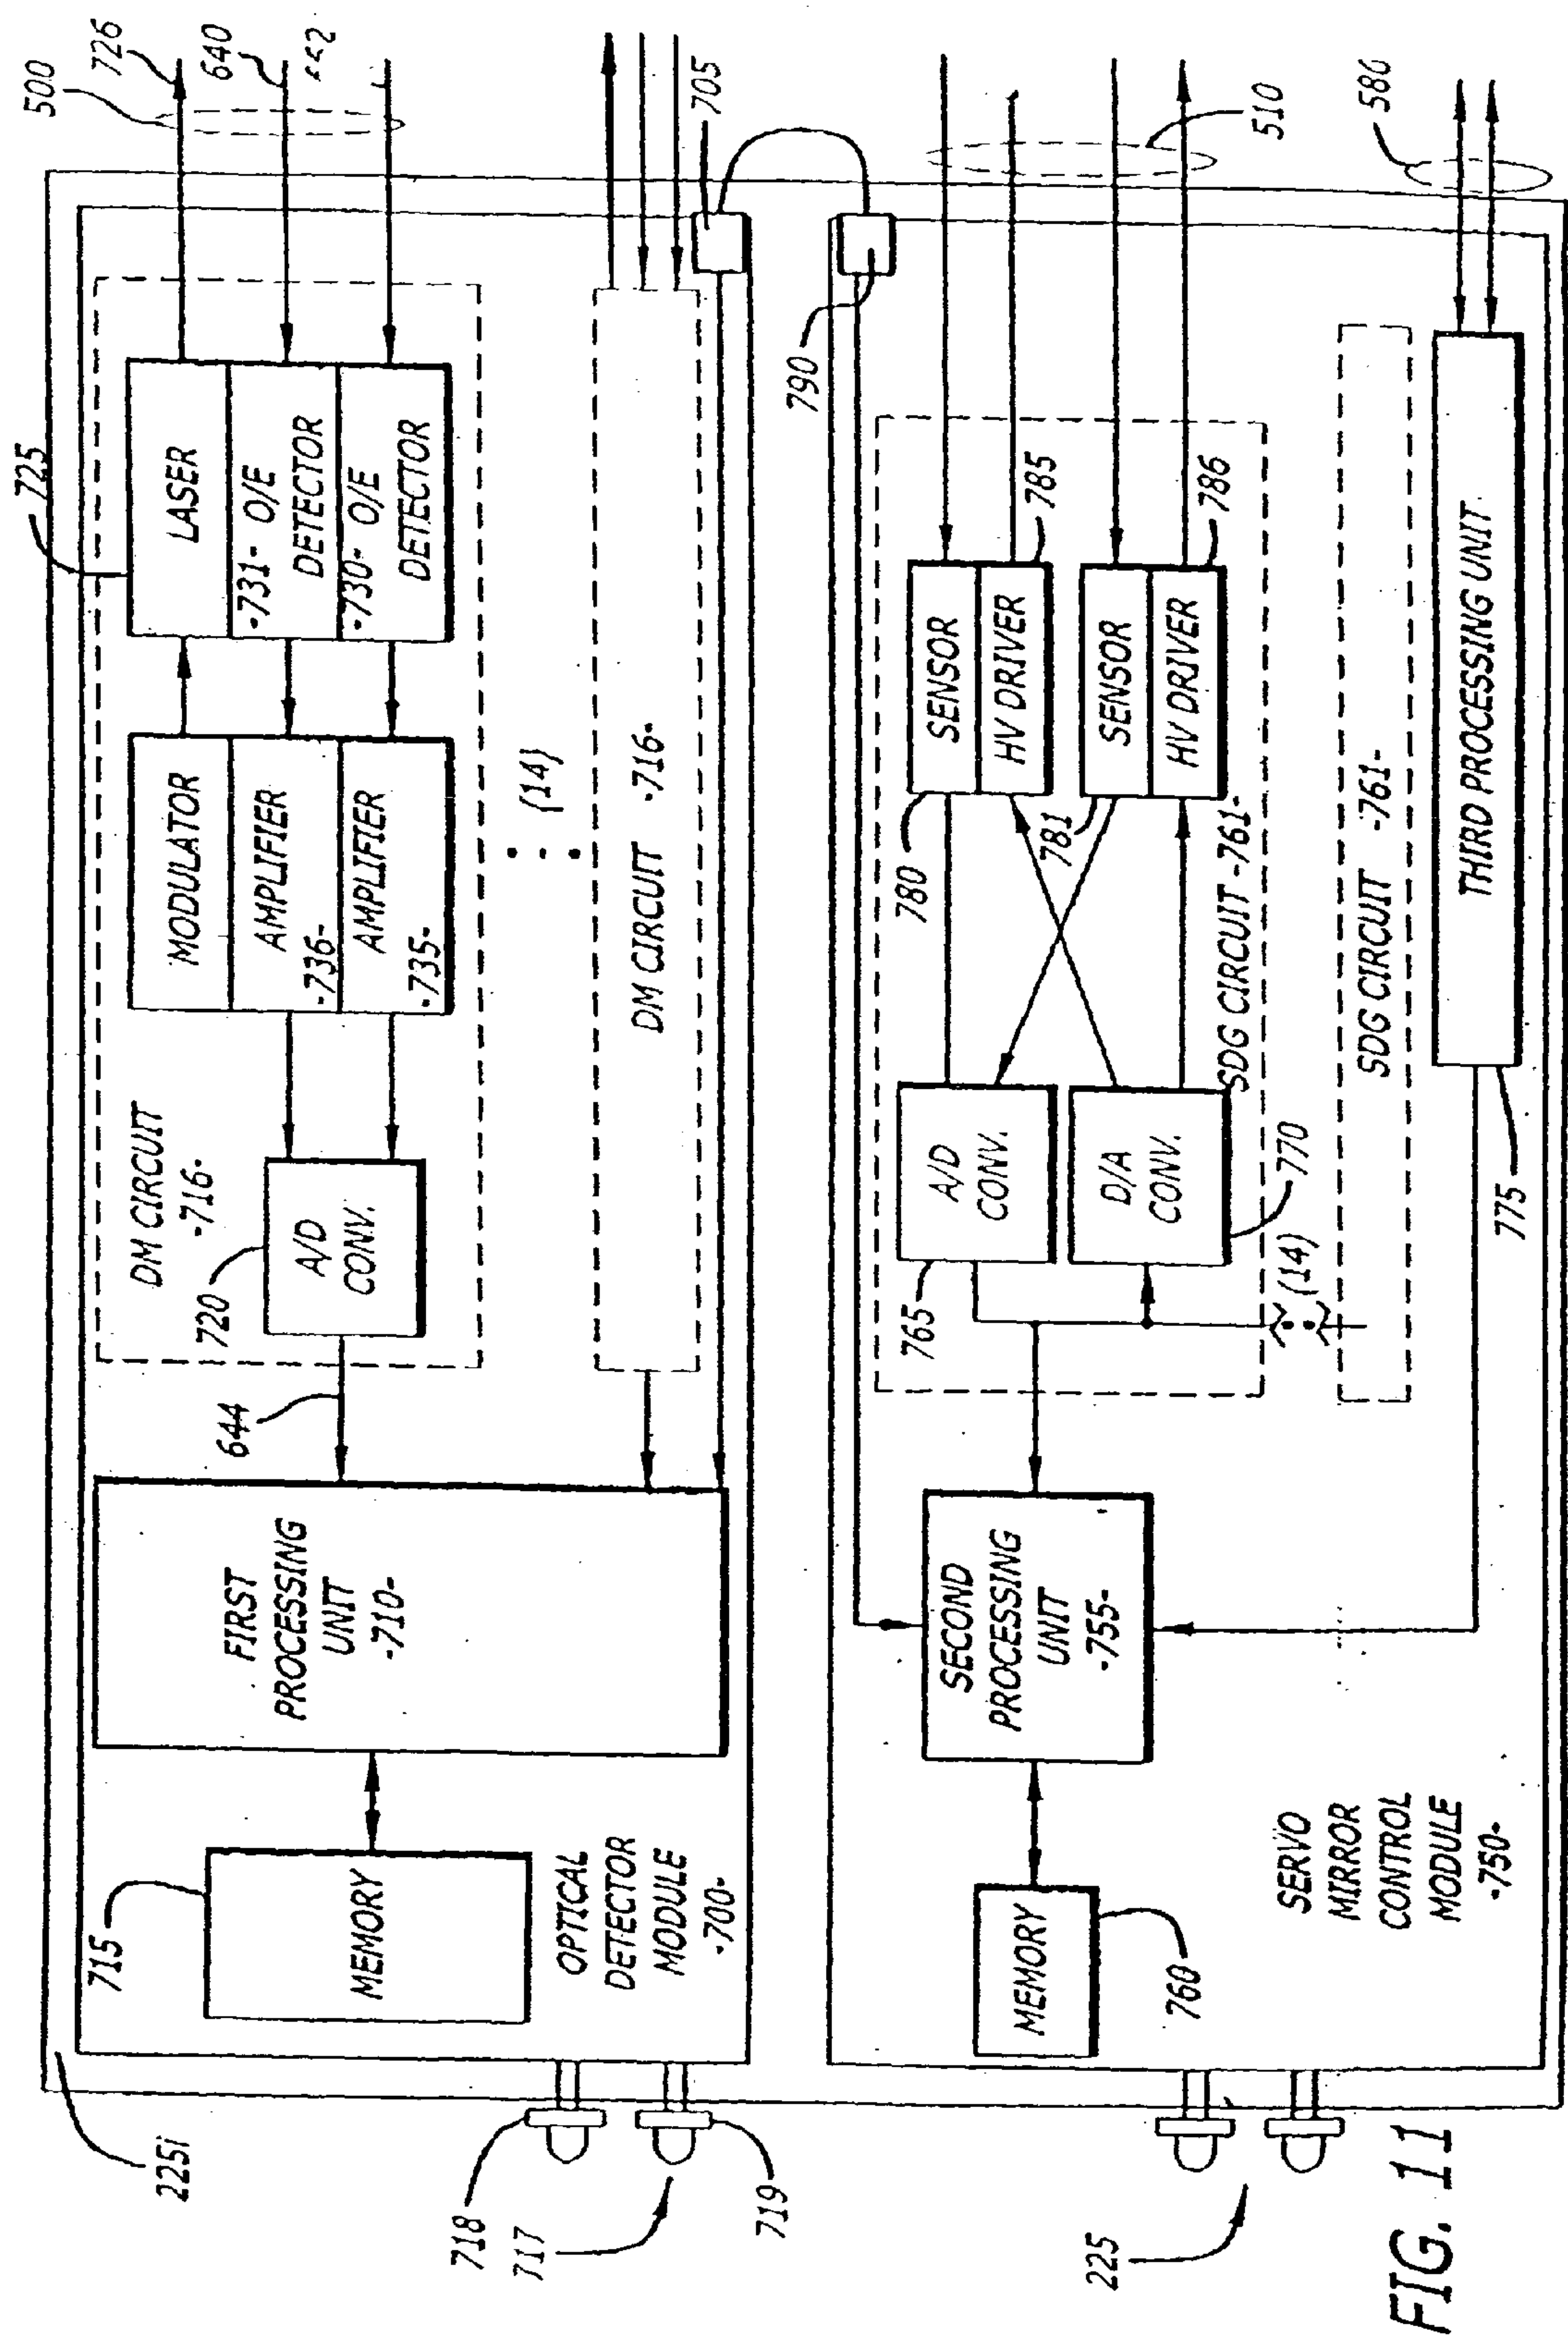 500
726
640
725
LASER
-731- O/E
DETECTOR
-730- O/E
DETECTOR
MODULATOR
AMPLIFIER
-736-
AMPLIFIER
-735-
DM CIRCUIT
-716-
720
A/D
CONV.
644
(14)
DM CIRCUIT -716-
705
FIRST
PROCESSING
UNIT
-710-
715
MEMORY
OPTICAL
DETECTOR
MODULE
-700-
225i
718
717
719
790
510
580
SENSOR
HV DRIVER
785
SENSOR
HV DRIVER
786
780
781
SDG CIRCUIT -761-
A/D
CONV.
D/A
CONV.
765
770
(14)
SDG CIRCUIT -761-
THIRD PROCESSING UNIT
775
SECOND
PROCESSING
UNIT
-755-
MEMORY
760
SERVO
MIRROR
CONTROL
MODULE
-750-
225
FIG. 11